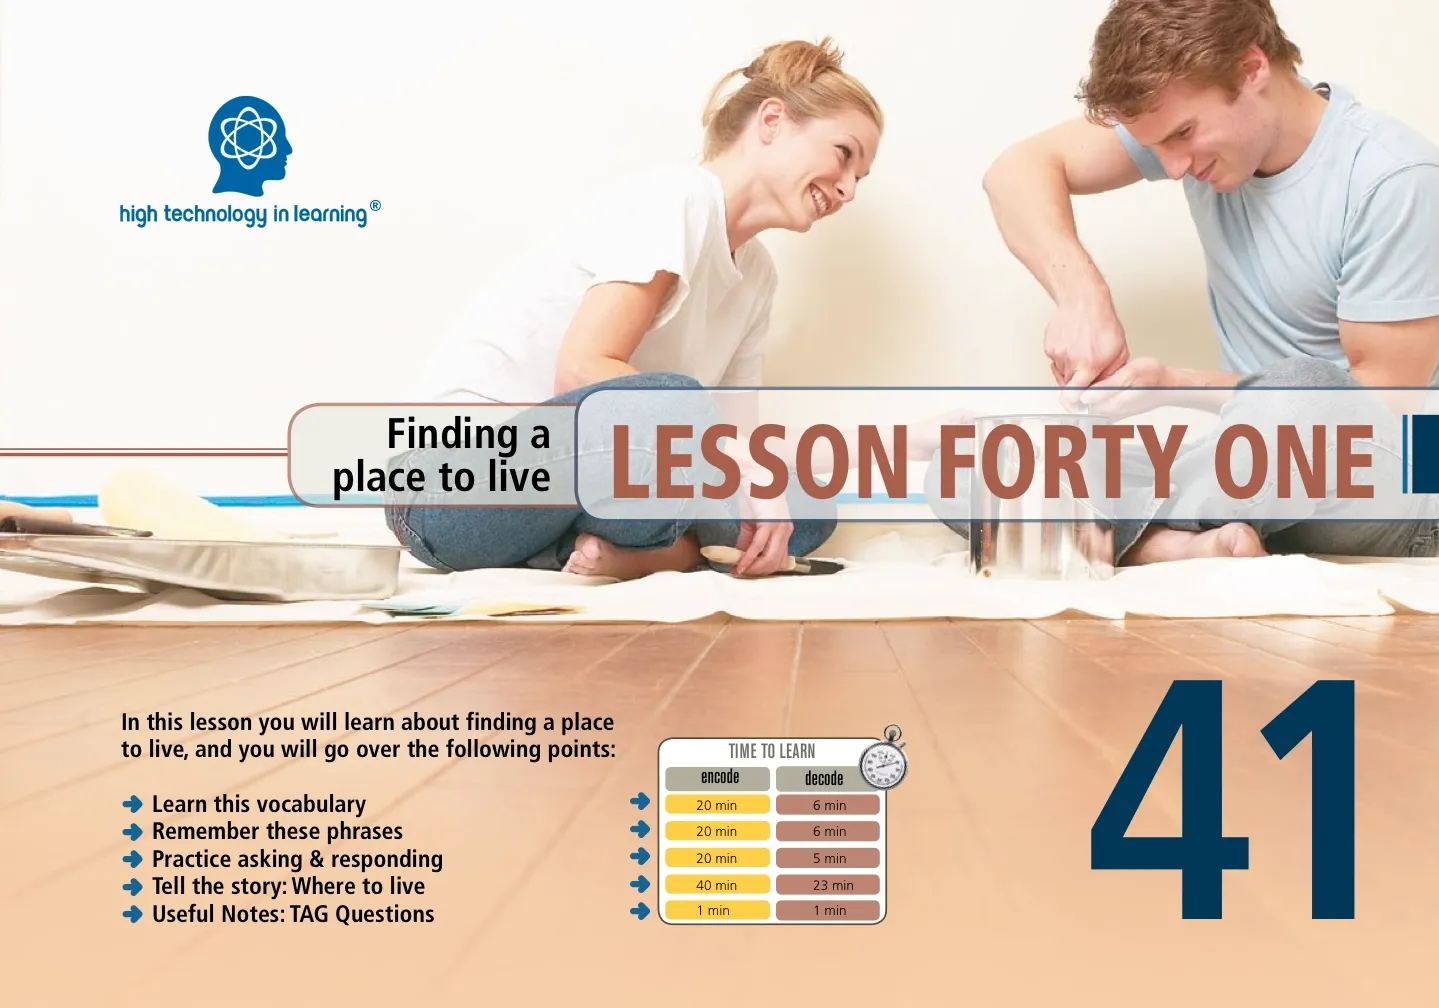 high technology in learning®
Finding a
place to live
LESSON FORTY ONE
In this lesson you will learn about finding a place
to live, and you will go over the following points:
Learn this vocabulary
Remember these phrases
Practice asking & responding
Tell the story: Where to live
Useful Notes: TAG Questions
TIME TO LEARN
encode decode
20 min 6 min
20 min 6 min
20 min 5 min
40 min 23 min
1 min 1 min
41